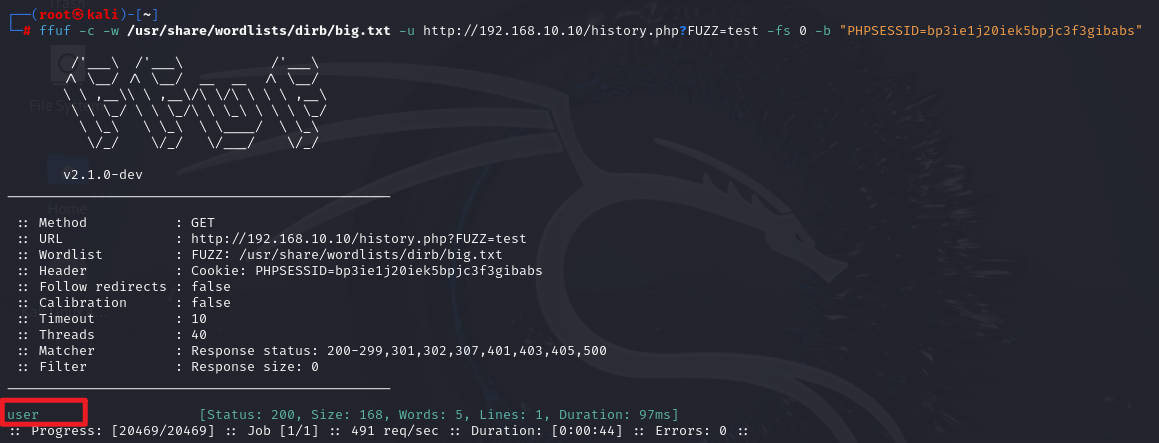 ┌──(root㉿kali)-[~]
└─# ffuf -c -w /usr/share/wordlists/dirb/big.txt -u http://192.168.10.10/history.php?FUZZ=test -fs 0 -b "PHPSESSID=bp3ie1j20iek5bpjc3f3gibabs"
v2.1.0-dev
:: Method : GET
:: URL : http://192.168.10.10/history.php?FUZZ=test
:: Wordlist : FUZZ: /usr/share/wordlists/dirb/big.txt
:: Header : Cookie: PHPSESSID=bp3ie1j20iek5bpjc3f3gibabs
:: Follow redirects : false
:: Calibration : false
:: Timeout : 10
:: Threads : 40
:: Matcher : Response status: 200-299,301,302,307,401,403,405,500
:: Filter : Response size: 0
user [Status: 200, Size: 168, Words: 5, Lines: 1, Duration: 97ms]
:: Progress: [20469/20469] :: Job [1/1] :: 491 req/sec :: Duration: [0:00:44] :: Errors: 0 ::